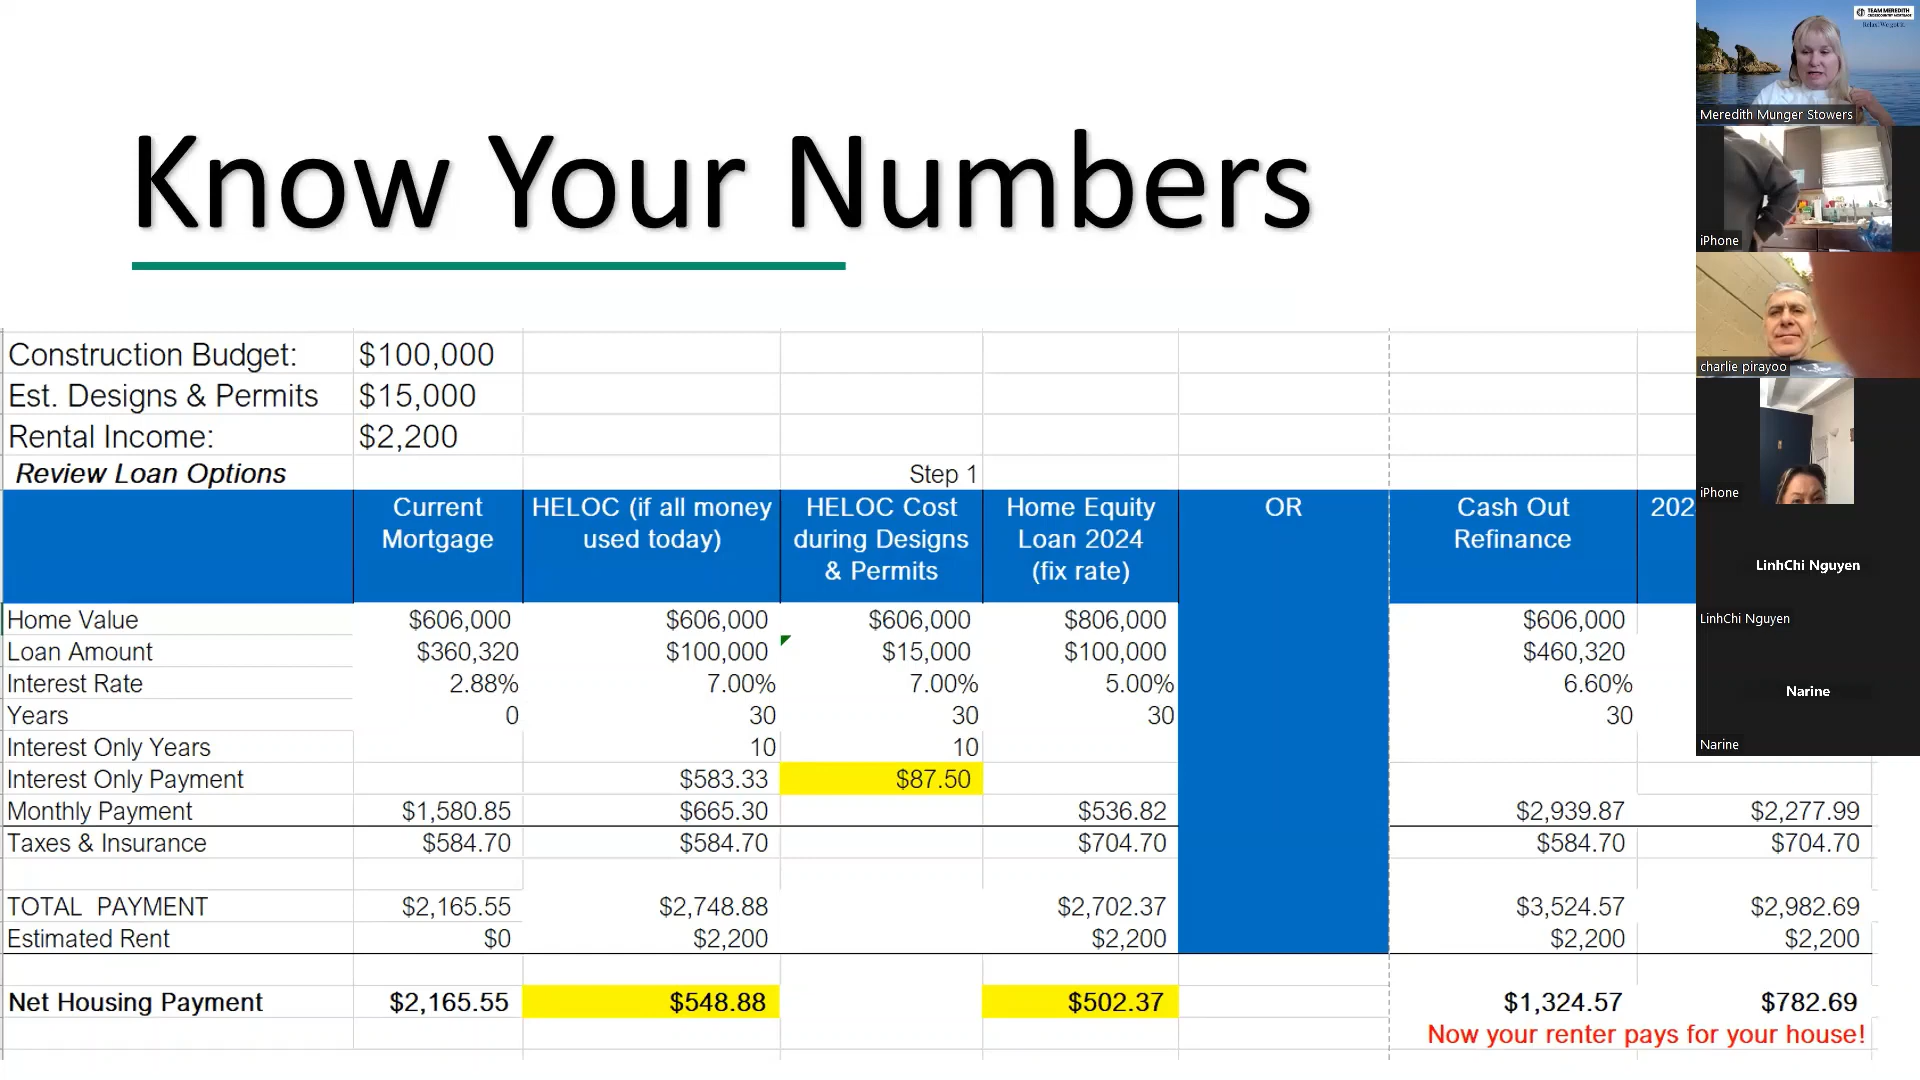 Know Your Numbers
Construction Budget: $100,000
Est. Designs & Permits $15,000
Rental Income: $2,200
Review Loan Options Step 1
Current Mortgage HELOC (if all money used today) HELOC Cost during Designs & Permits Home Equity Loan 2024 (fix rate) OR Cash Out Refinance 202
Home Value $606,000 $606,000 $606,000 $806,000 $606,000
Loan Amount $360,320 $100,000 $15,000 $100,000 $460,320
Interest Rate 2.88% 7.00% 7.00% 5.00% 6.60%
Years 0 30 30 30 30
Interest Only Years 10 10
Interest Only Payment $583.33 $87.50
Monthly Payment $1,580.85 $665.30 $536.82 $2,939.87 $2,277.99
Taxes & Insurance $584.70 $584.70 $704.70 $584.70 $704.70
TOTAL PAYMENT $2,165.55 $2,748.88 $2,702.37 $3,524.57 $2,982.69
Estimated Rent $0 $2,200 $2,200 $2,200 $2,200
Net Housing Payment $2,165.55 $548.88 $502.37 $1,324.57 $782.69
Now your renter pays for your house!
TEAM MEREDITH
Meredith Munger Stowers
iPhone
charlie pirayoo
iPhone
LinhChi Nguyen
LinhChi Nguyen
Narine
Narine